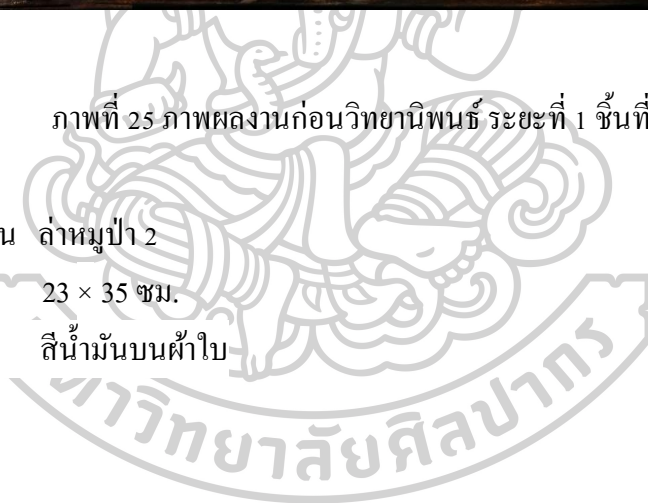 ภาพที่ 25 ภาพผลงานก่อนวิทยานิพนธ์ ระยะที่ 1 ชิ้นที่
น ล่าหมูป่า 2
23 × 35 ซม.
สีน้ำมันบนผ้าใบ
าวิทยาลัยศิลปากร